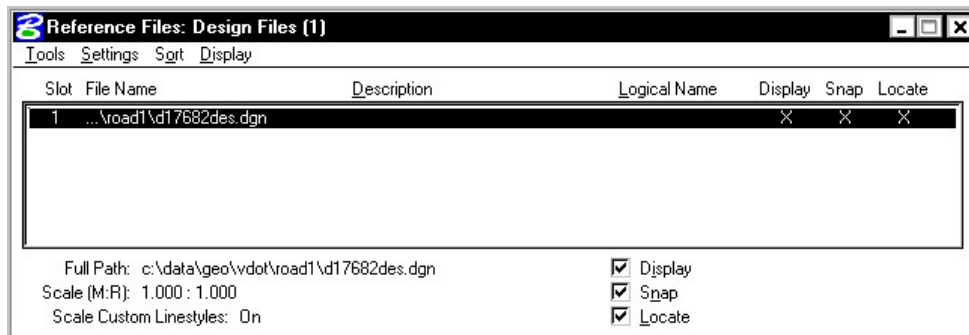 Reference Files: Design Files (1)
Tools Settings Sort Display
Slot File Name Description Logical Name Display Snap Locate
1 ...\road1\d17682des.dgn X X X
Full Path: c:\data\geo\vdot\road1\d17682des.dgn Display
Scale (M:R): 1.000 : 1.000 Snap
Scale Custom Linestyles: On Locate